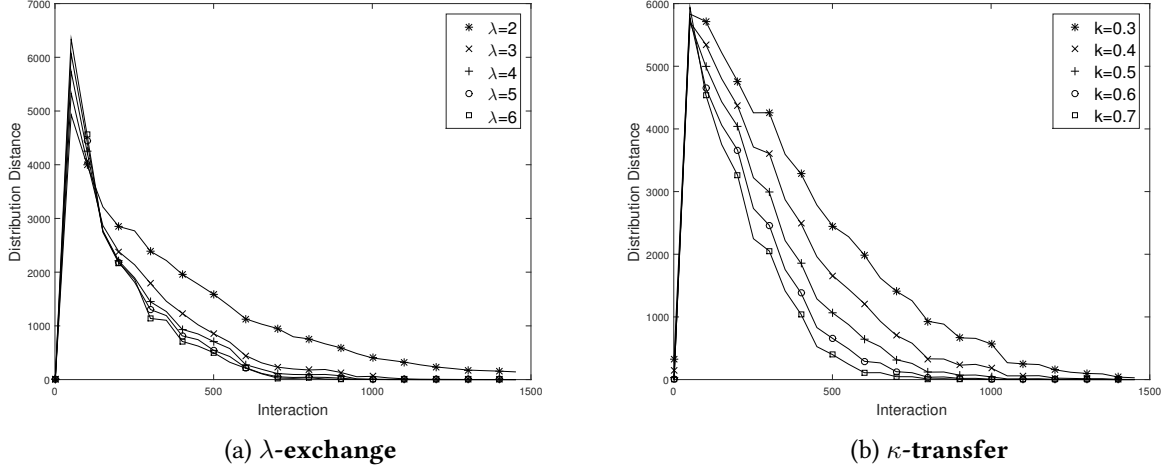 7000
6000
5000
4000
3000
2000
1000
0
Distribution Distance
0 500 1000 1500
Interaction
λ=2
λ=3
λ=4
λ=5
λ=6
(a) λ-exchange
6000
5000
4000
3000
2000
1000
0
Distribution Distance
0 500 1000 1500
Interaction
k=0.3
k=0.4
k=0.5
k=0.6
k=0.7
(b) κ-transfer